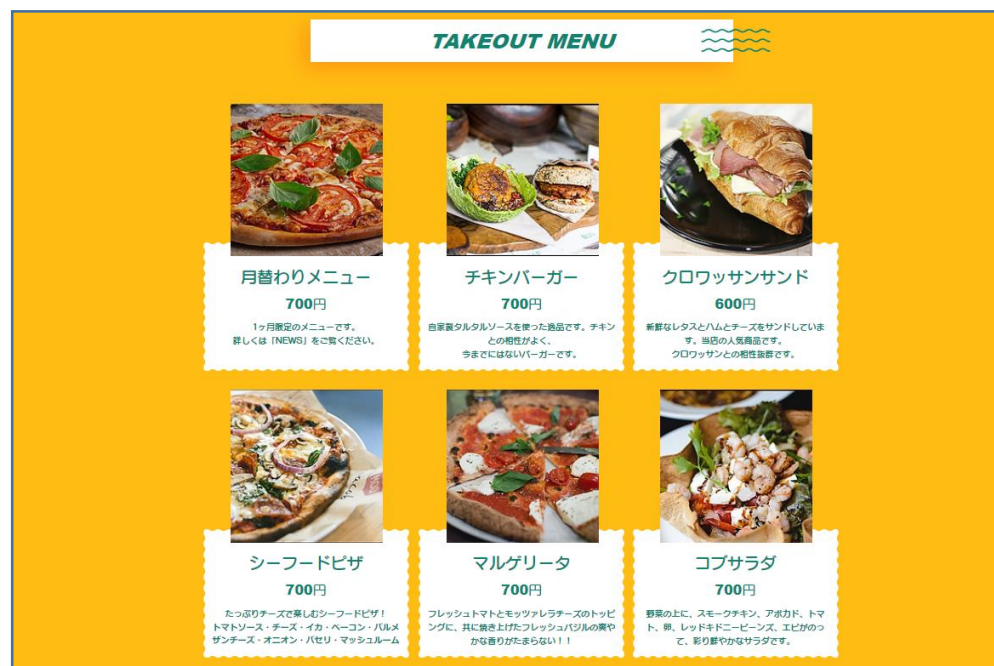 TAKEOUT MENU
月替わりメニュー
700円
1ヶ月限定のメニューです。
詳しくは「NEWS」をご覧ください。
チキンバーガー
700円
自家製タルタルソースを使った逸品です。チキン
との相性がよく、
今までにはないバーガーです。
クロワッサンサンド
600円
新鮮なレタスとハムとチーズをサンドしていま
す。当店の人気商品です。
クロワッサンとの相性抜群です。
シーフードピザ
700円
たっぷりチーズで楽しむシーフードピザ！
トマトソース・チーズ・イカ・ベーコン・パルメ
ザンチーズ・オニオン・パセリ・マッシュルーム
マルゲリータ
700円
フレッシュトマトとモッツァレラチーズのトッピ
ングに、共に焼き上げたフレッシュバジルの爽や
かな香りがたまらない！！
コブサラダ
700円
野菜の上に、スモークチキン、アボカド、トマ
ト、卵、レッドキドニービーンズ、エビがのっ
て、彩り鮮やかなサラダです。